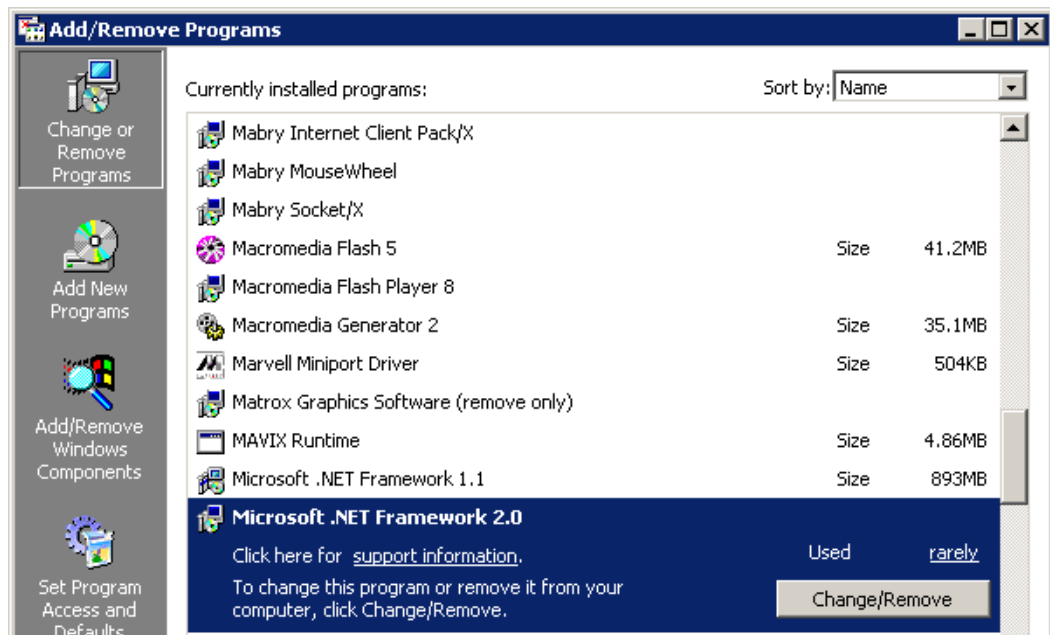 Add/Remove Programs
Change or
Remove
Programs
Add New
Programs
Add/Remove
Windows
Components
Set Program
Access and
Defaults
Currently installed programs:
Sort by: Name
Mabry Internet Client Pack/X
Mabry MouseWheel
Mabry Socket/X
Macromedia Flash 5 Size 41.2MB
Macromedia Flash Player 8
Macromedia Generator 2 Size 35.1MB
Marvell Miniport Driver Size 504KB
Matrox Graphics Software (remove only)
MAVIX Runtime Size 4.86MB
Microsoft .NET Framework 1.1 Size 893MB
Microsoft .NET Framework 2.0
Click here for support information. Used rarely
To change this program or remove it from your
computer, click Change/Remove.
Change/Remove